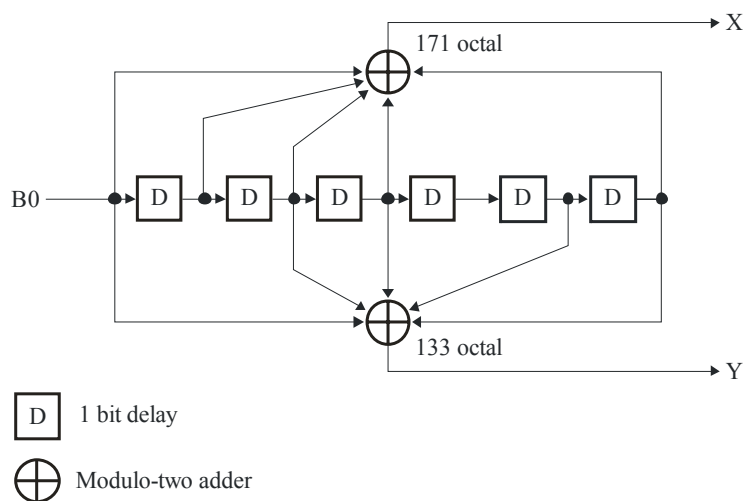 X
171 octal
B0 D D D D D D
133 octal
Y
D 1 bit delay
Modulo-two adder